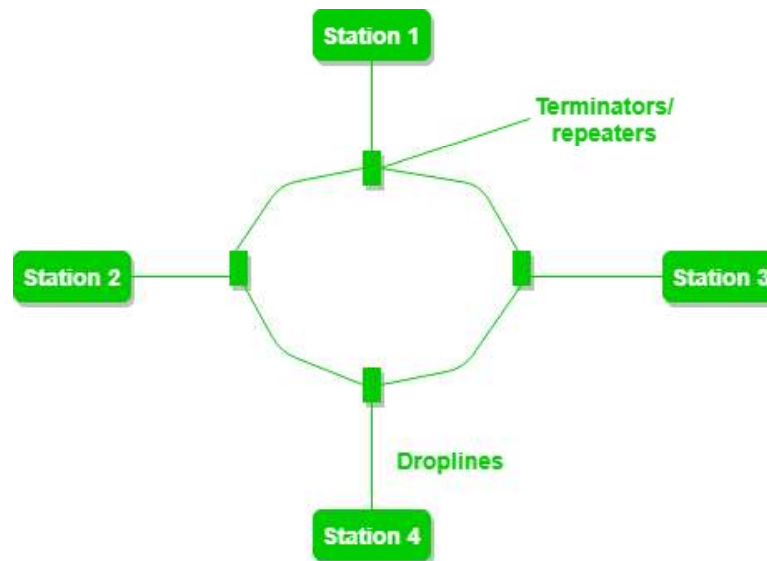 Station 1
Terminators/
repeaters
Station 2
Station 3
Droplines
Station 4